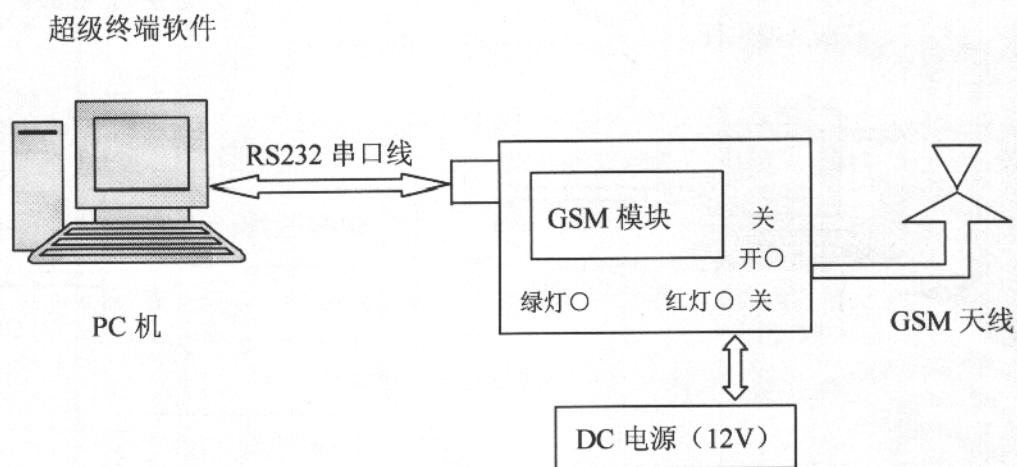 超级终端软件
RS232 串口线
GSM 模块
关
开
绿灯
红灯
关
PC 机
GSM 天线
DC 电源（12V）